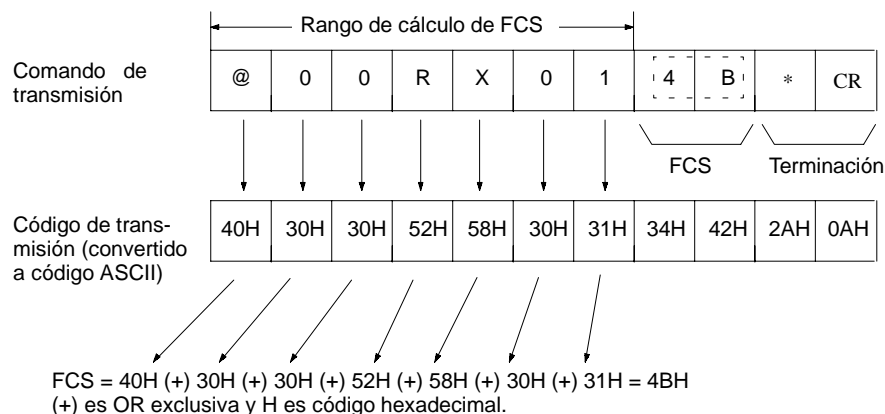 Rango de cálculo de FCS
Comando de
transmisión
@ 0 0 R X 0 1 4 B * CR
FCS Terminación
Código de trans-
misión (convertido
a código ASCII)
40H 30H 30H 52H 58H 30H 31H 34H 42H 2AH 0AH
FCS = 40H (+) 30H (+) 30H (+) 52H (+) 58H (+) 30H (+) 31H = 4BH
(+) es OR exclusiva y H es código hexadecimal.